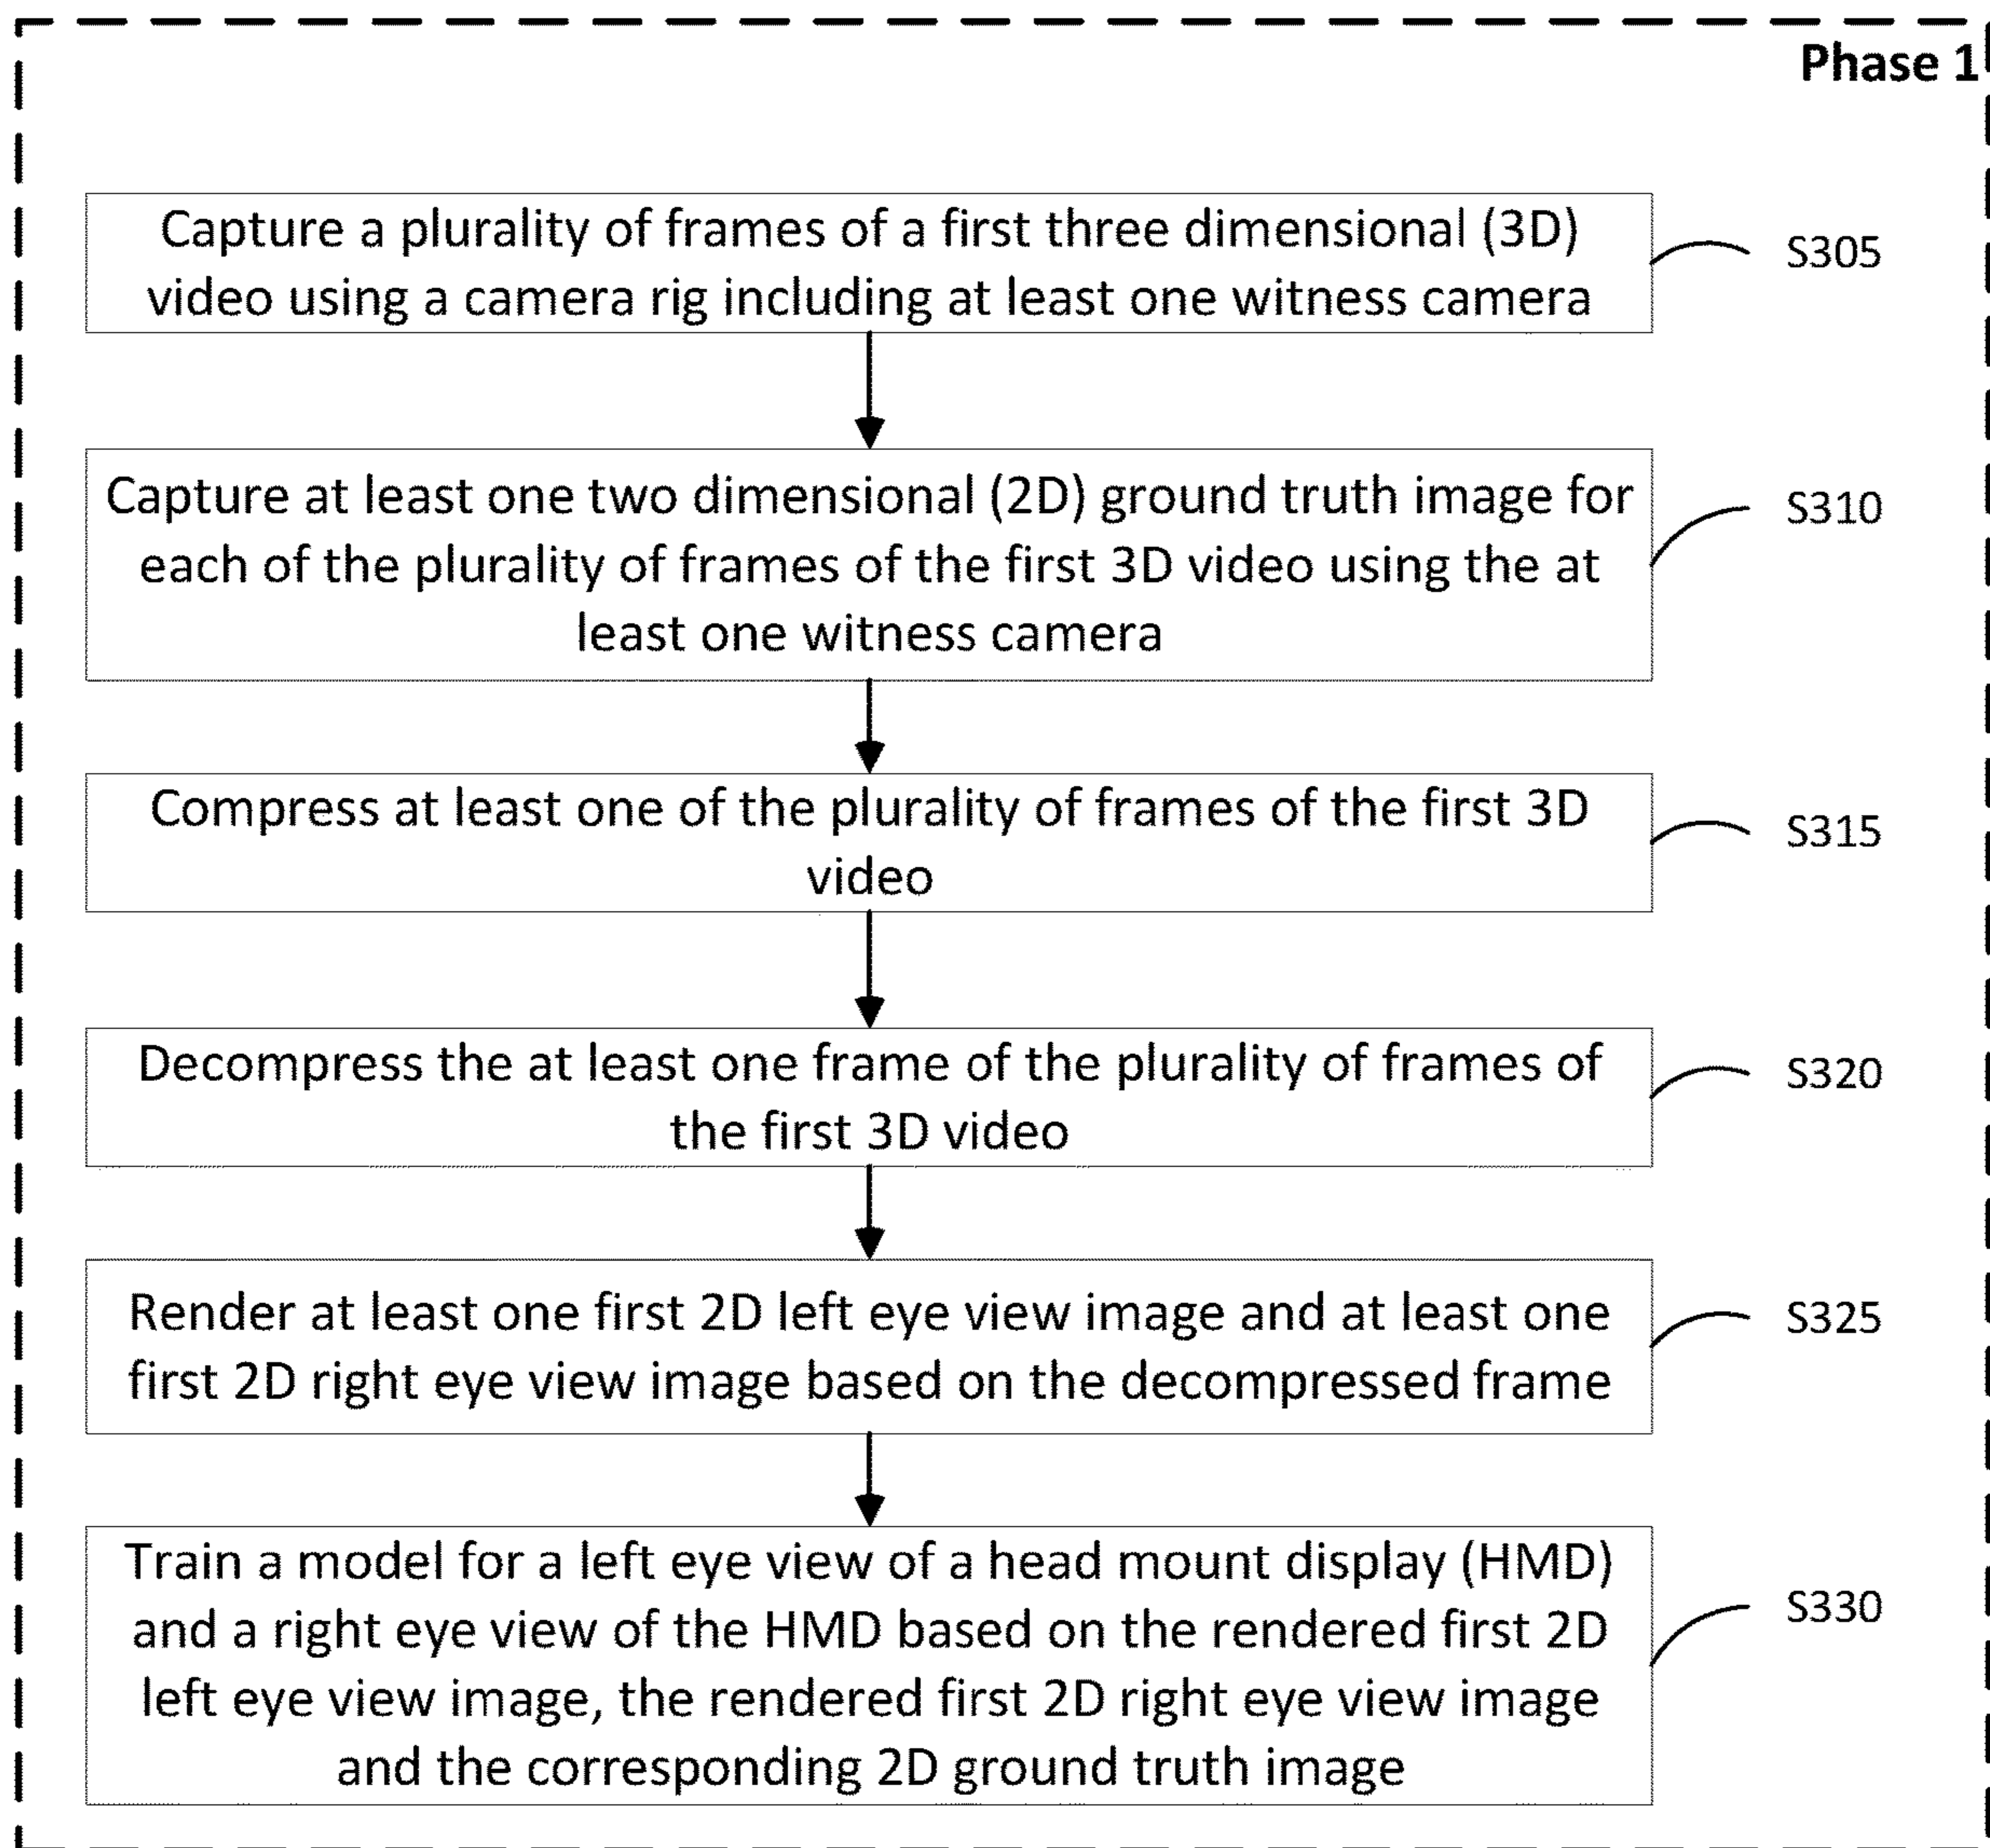 Phase 1
Capture a plurality of frames of a first three dimensional (3D)
video using a camera rig including at least one witness camera
S305
Capture at least one two dimensional (2D) ground truth image for
each of the plurality of frames of the first 3D video using the at
least one witness camera
S310
Compress at least one of the plurality of frames of the first 3D
video
S315
Decompress the at least one frame of the plurality of frames of
the first 3D video
S320
Render at least one first 2D left eye view image and at least one
first 2D right eye view image based on the decompressed frame
S325
Train a model for a left eye view of a head mount display (HMD)
and a right eye view of the HMD based on the rendered first 2D
left eye view image, the rendered first 2D right eye view image
and the corresponding 2D ground truth image
S330